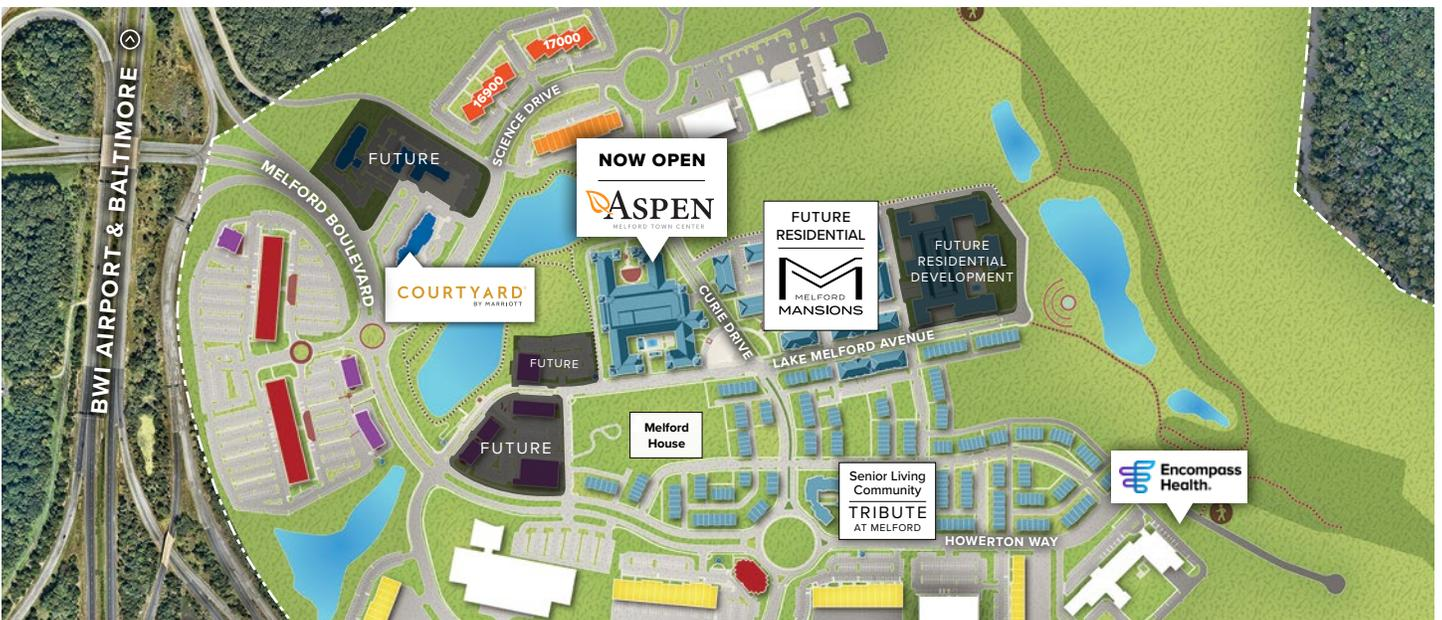 17000
16900
SCIENCE DRIVE
FUTURE
BWI AIRPORT & BALTIMORE
MELFORD BOULEVARD
NOW OPEN
ASPEN
MELFORD TOWN CENTER
FUTURE
RESIDENTIAL
MELFORD
MANSIONS
FUTURE
RESIDENTIAL
DEVELOPMENT
COURTYARD
BY MARRIOTT
CURIE DRIVE
LAKE MELFORD AVENUE
FUTURE
FUTURE
Melford
House
Senior Living
Community
TRIBUTE
AT MELFORD
Encompass
Health.
HOWERTON WAY